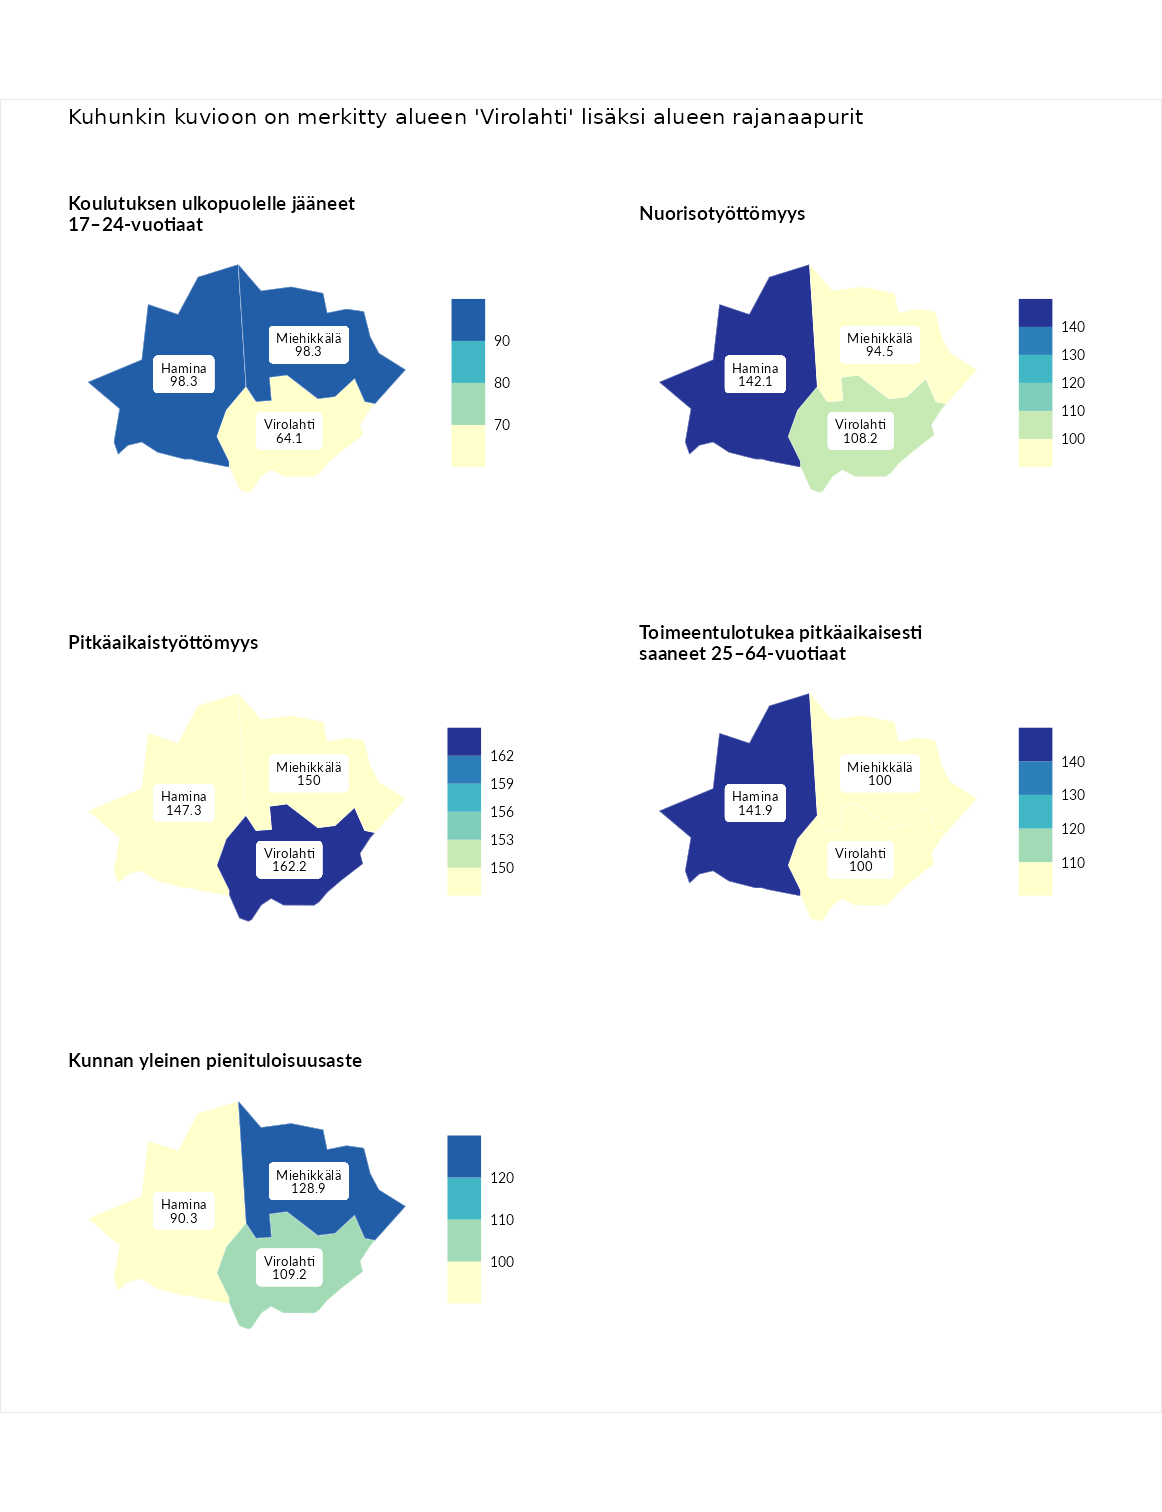 Kuhunkin kuvioon on merkitty alueen 'Virolahti' lisäksi alueen rajanaapurit
Koulutuksen ulkopuolelle jääneet
17–24-vuotiaat
Miehikkälä
98.3
Hamina
98.3
Virolahti
64.1
90
80
70
Nuorisotyöttömyys
Miehikkälä
94.5
Hamina
142.1
Virolahti
108.2
140
130
120
110
100
Pitkäaikaistyöttömyys
Miehikkälä
150
Hamina
147.3
Virolahti
162.2
162
159
156
153
150
Toimeentulotukea pitkäaikaisesti
saaneet 25–64-vuotiaat
Miehikkälä
100
Hamina
141.9
Virolahti
100
140
130
120
110
Kunnan yleinen pienituloisuusaste
Miehikkälä
128.9
Hamina
90.3
Virolahti
109.2
120
110
100